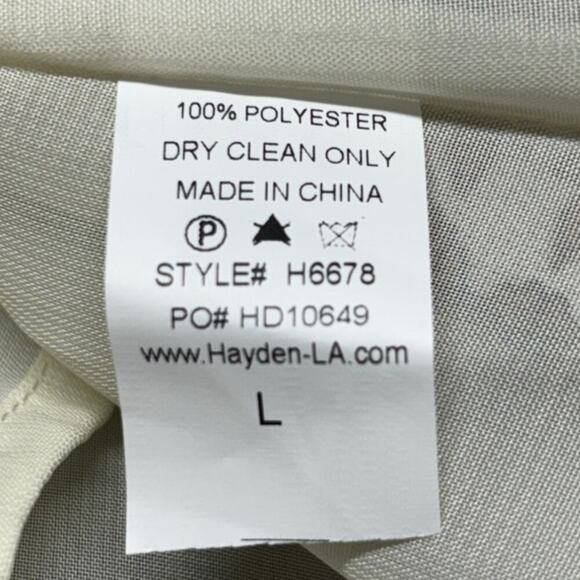 100% POLYESTER
DRY CLEAN ONLY
MADE IN CHINA
P
STYLE# H6678
PO# HD10649
www.Hayden-LA.com
L